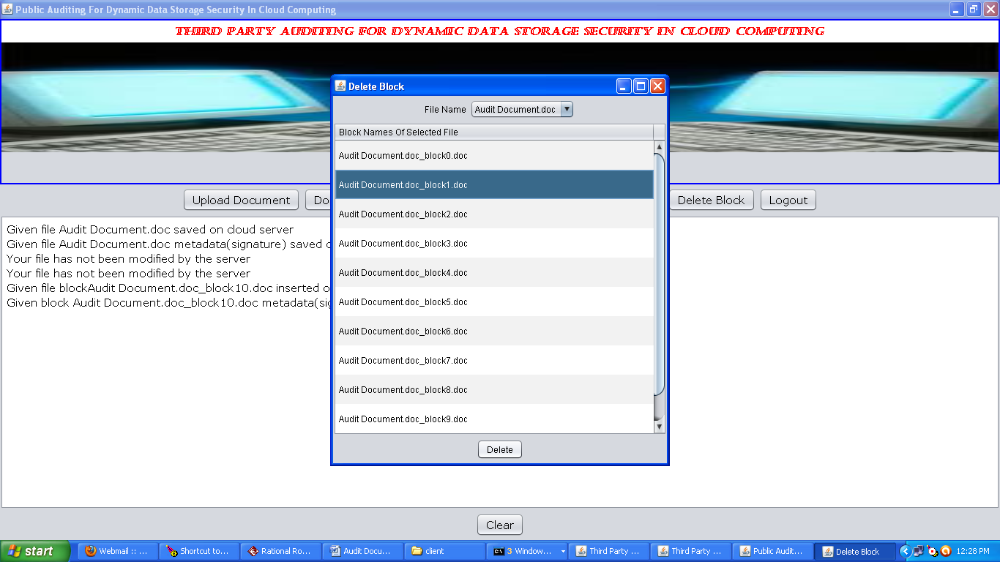 Public Auditing For Dynamic Data Storage Security In Cloud Computing
THIRD PARTY AUDITING FOR DYNAMIC DATA STORAGE SECURITY IN CLOUD COMPUTING
Delete Block
File Name Audit Document.doc
Block Names Of Selected File
Audit Document.doc_block0.doc
Audit Document.doc_block1.doc
Audit Document.doc_block2.doc
Audit Document.doc_block3.doc
Audit Document.doc_block4.doc
Audit Document.doc_block5.doc
Audit Document.doc_block6.doc
Audit Document.doc_block7.doc
Audit Document.doc_block8.doc
Audit Document.doc_block9.doc
Delete
Upload Document Do Delete Block Logout
Given file Audit Document.doc saved on cloud server
Given file Audit Document.doc metadata(signature) saved
Your file has not been modified by the server
Your file has not been modified by the server
Given file blockAudit Document.doc_block10.doc inserted
Given block Audit Document.doc_block10.doc metadata(sig
Clear
start Webmail :: ... Shortcut to... Rational Ro... Audit Docu... client 3 Window... Third Party ... Third Party ... Public Audit... Delete Block 12:28 PM